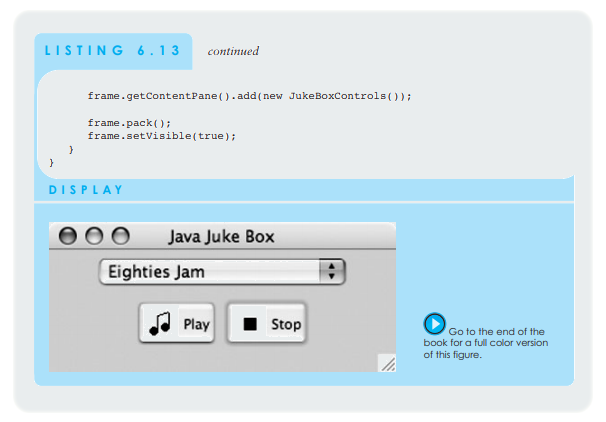 LISTING 6.13 continued
frame.getContentPane().add(new JukeBoxControls());
frame.pack();
frame.setVisible(true);
}
}
DISPLAY
Java Juke Box
Eighties Jam
Play
Stop
Go to the end of the
book for a full color version
of this figure.